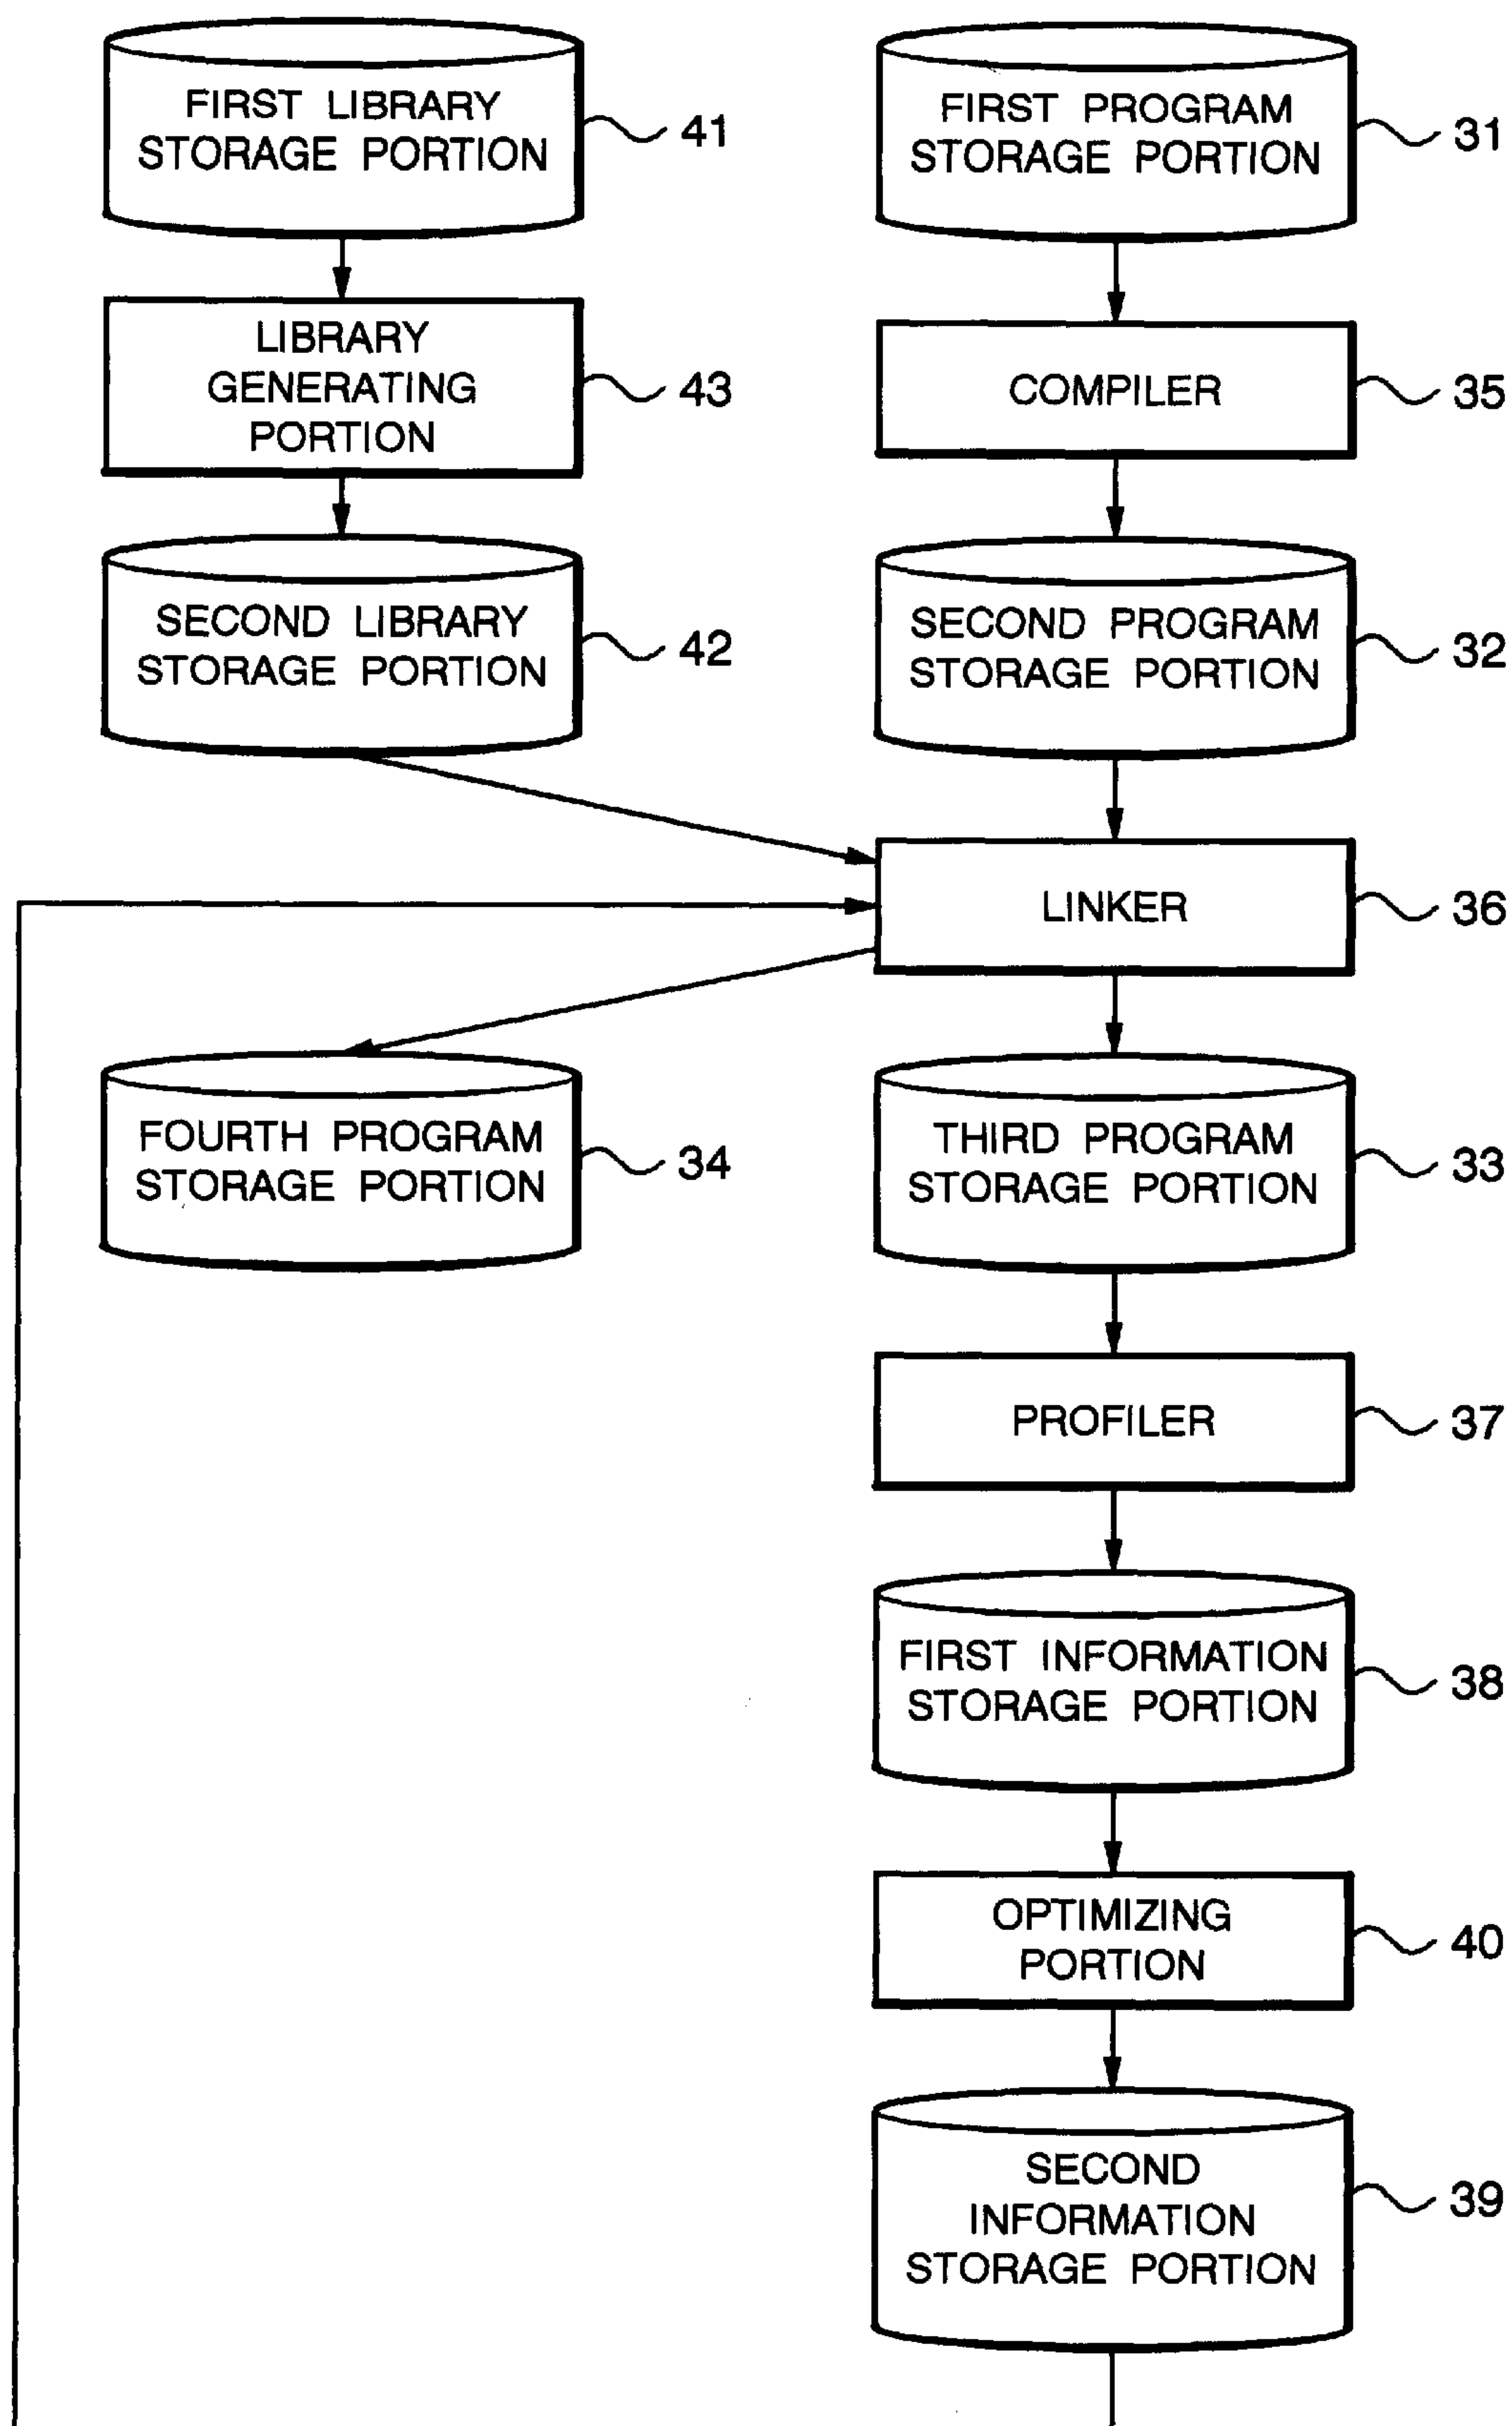 FIRST LIBRARY
STORAGE PORTION
41
FIRST PROGRAM
STORAGE PORTION
31
LIBRARY
GENERATING
PORTION
43
COMPILER
35
SECOND LIBRARY
STORAGE PORTION
42
SECOND PROGRAM
STORAGE PORTION
32
LINKER
36
FOURTH PROGRAM
STORAGE PORTION
34
THIRD PROGRAM
STORAGE PORTION
33
PROFILER
37
FIRST INFORMATION
STORAGE PORTION
38
OPTIMIZING
PORTION
40
SECOND
INFORMATION
STORAGE PORTION
39